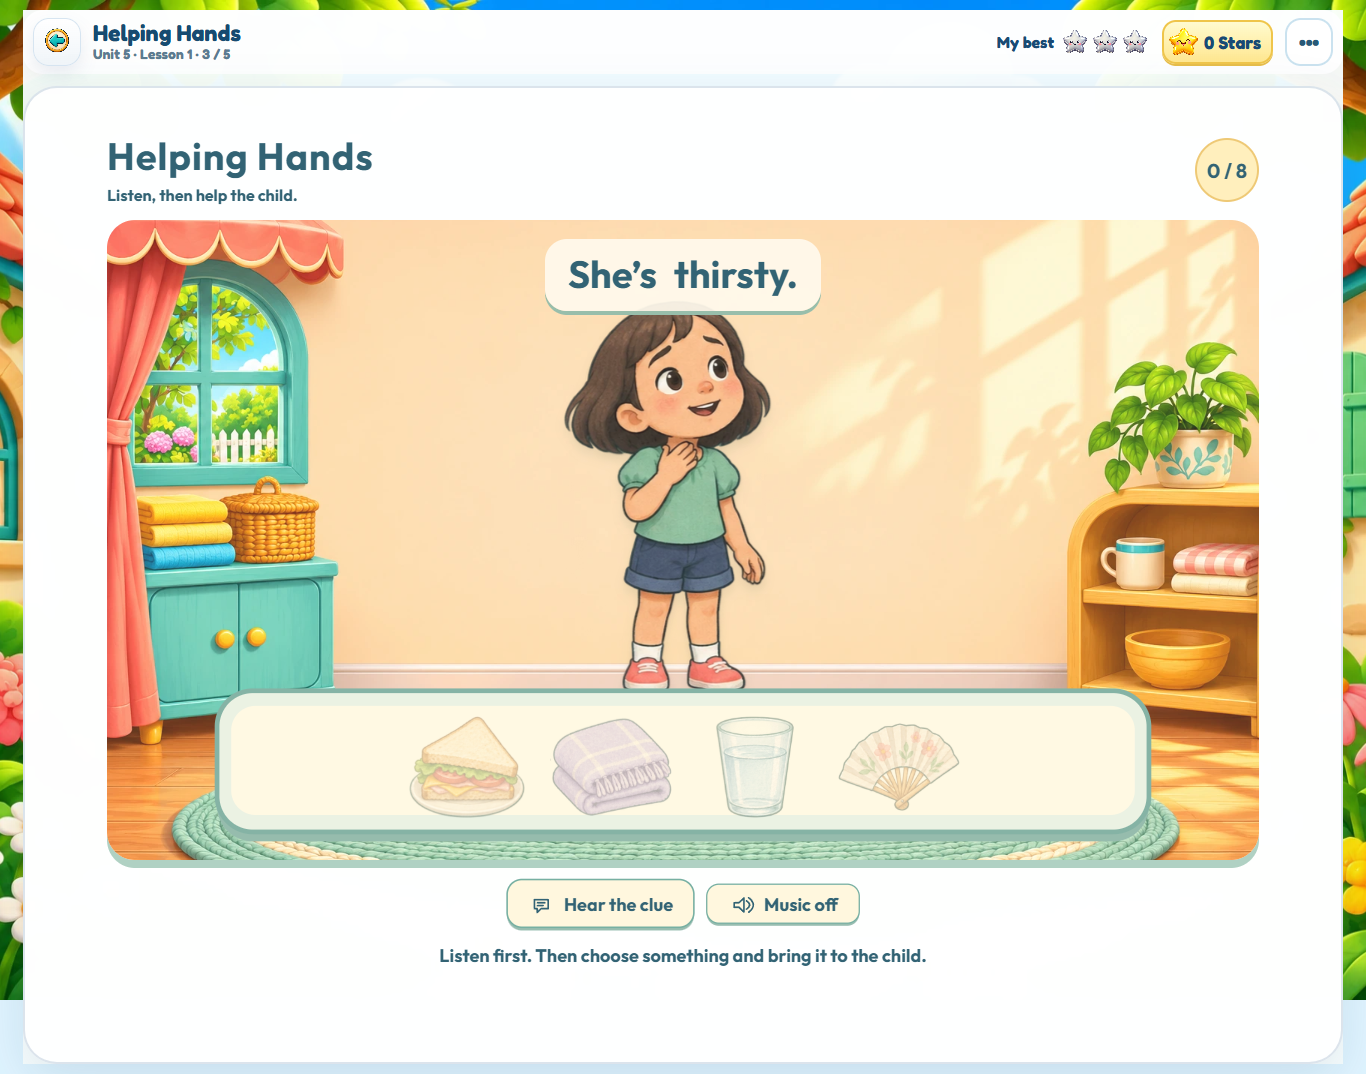 Helping Hands
Unit 5 · Lesson 1 · 3 / 5
My best
0 Stars
Helping Hands
Listen, then help the child.
0 / 8
She’s thirsty.
Hear the clue
Music off
Listen first. Then choose something and bring it to the child.